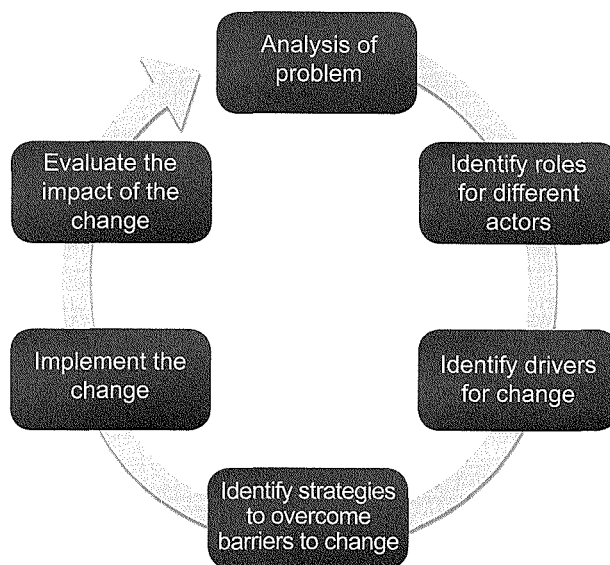 Analysis of
problem
Identify roles
for different
actors
Identify drivers
for change
Identify strategies
to overcome
barriers to change
Implement the
change
Evaluate the
impact of the
change